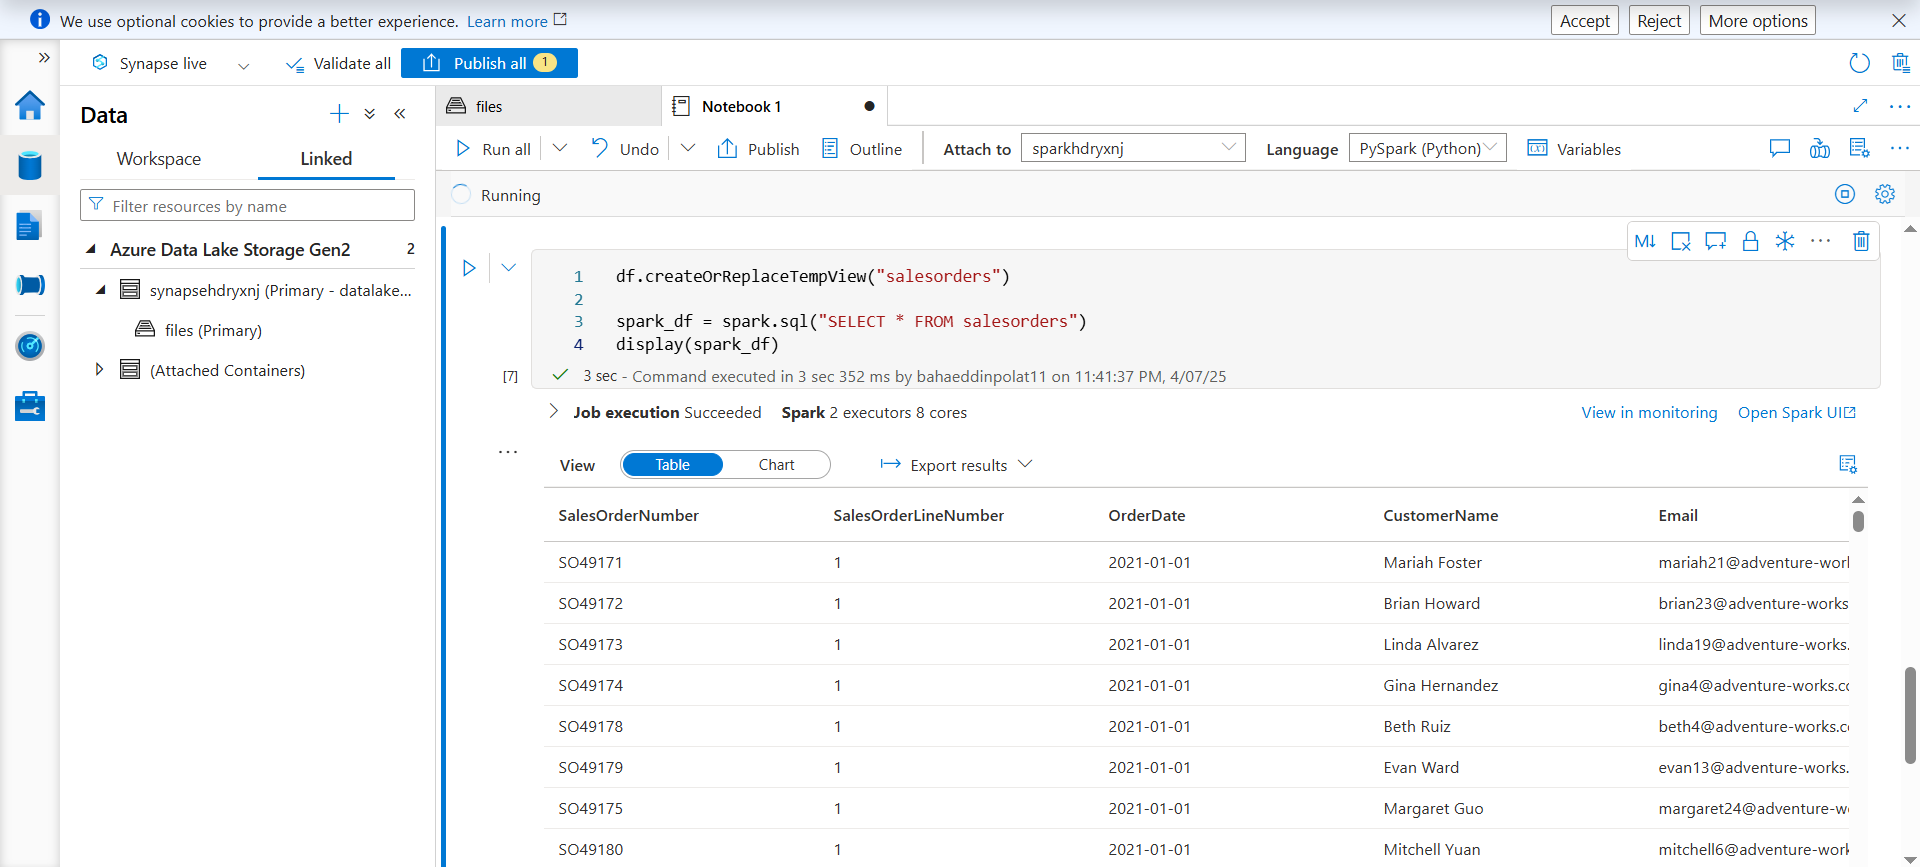 We use optional cookies to provide a better experience. Learn more
Accept
Reject
More options
Synapse live
Validate all
Publish all 1
Data
Workspace
Linked
Filter resources by name
Azure Data Lake Storage Gen2 2
synapsehdryxnj (Primary - datalake...
files (Primary)
(Attached Containers)
files
Notebook 1
Run all
Undo
Publish
Outline
Attach to sparkhdryxnj
Language PySpark (Python)
Variables
Running
M↓
1 df.createOrReplaceTempView("salesorders")
2
3 spark_df = spark.sql("SELECT * FROM salesorders")
4 display(spark_df)
[7] 3 sec - Command executed in 3 sec 352 ms by bahaeddinpolat11 on 11:41:37 PM, 4/07/25
Job execution Succeeded Spark 2 executors 8 cores View in monitoring Open Spark UI
View Table Chart Export results
SalesOrderNumber SalesOrderLineNumber OrderDate CustomerName Email
SO49171 1 2021-01-01 Mariah Foster mariah21@adventure-worl
SO49172 1 2021-01-01 Brian Howard brian23@adventure-works
SO49173 1 2021-01-01 Linda Alvarez linda19@adventure-works.
SO49174 1 2021-01-01 Gina Hernandez gina4@adventure-works.co
SO49178 1 2021-01-01 Beth Ruiz beth4@adventure-works.c
SO49179 1 2021-01-01 Evan Ward evan13@adventure-works.
SO49175 1 2021-01-01 Margaret Guo margaret24@adventure-w
SO49180 1 2021-01-01 Mitchell Yuan mitchell6@adventure-work